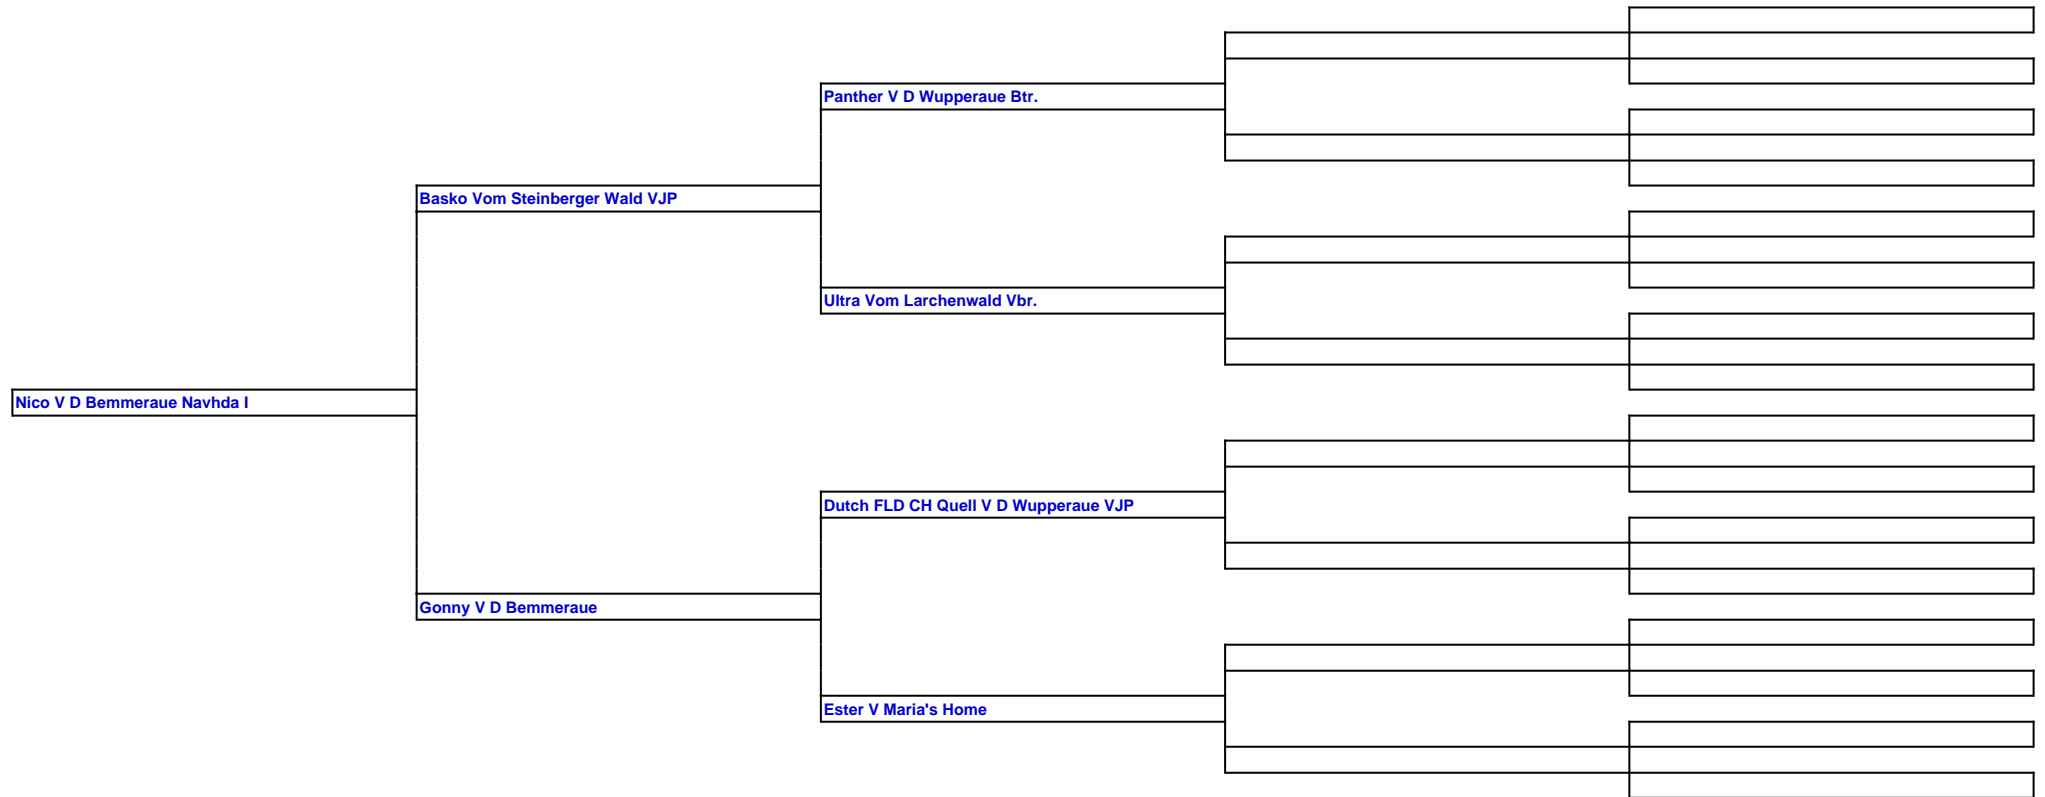 Panther V D Wupperaue Btr.
Basko Vom Steinberger Wald VJP
Ultra Vom Larchenwald Vbr.
Nico V D Bemmeraue Navhda I
Dutch FLD CH Quell V D Wupperaue VJP
Gonny V D Bemmeraue
Ester V Maria's Home